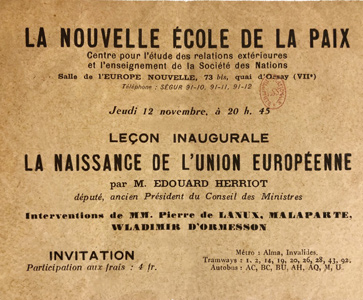 LA NOUVELLE ÉCOLE DE LA PAIX
Centre pour l'étude des relations extérieures
et l'enseignement de la Société des Nations
Salle de l'EUROPE NOUVELLE, 73 bis, quai d'Orsay (VIIᵉ)
Téléphone : SÉGUR 91-10, 91-11, 91-12
Jeudi 12 novembre, à 20 h. 45
LEÇON INAUGURALE
LA NAISSANCE DE L'UNION EUROPÉENNE
par M. EDOUARD HERRIOT
député, ancien Président du Conseil des Ministres
Interventions de MM. Pierre de LANUX, MALAPARTE,
WLADIMIR D'ORMESSON
INVITATION
Participation aux frais : 4 fr.
Métro : Alma, Invalides.
Tramways : 1, 2, 14, 19, 20, 26, 28, 43, 92.
Autobus : AC, BC, BU, AH, AQ, M, U.